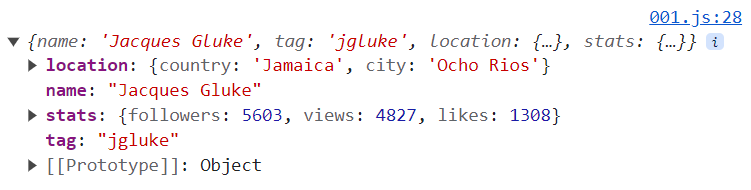 001.js:28
▼ {name: 'Jacques Gluke', tag: 'jgluke', location: {…}, stats: {…}} i
▶ location: {country: 'Jamaica', city: 'Ocho Rios'}
name: "Jacques Gluke"
▶ stats: {followers: 5603, views: 4827, likes: 1308}
tag: "jgluke"
▶ [[Prototype]]: Object